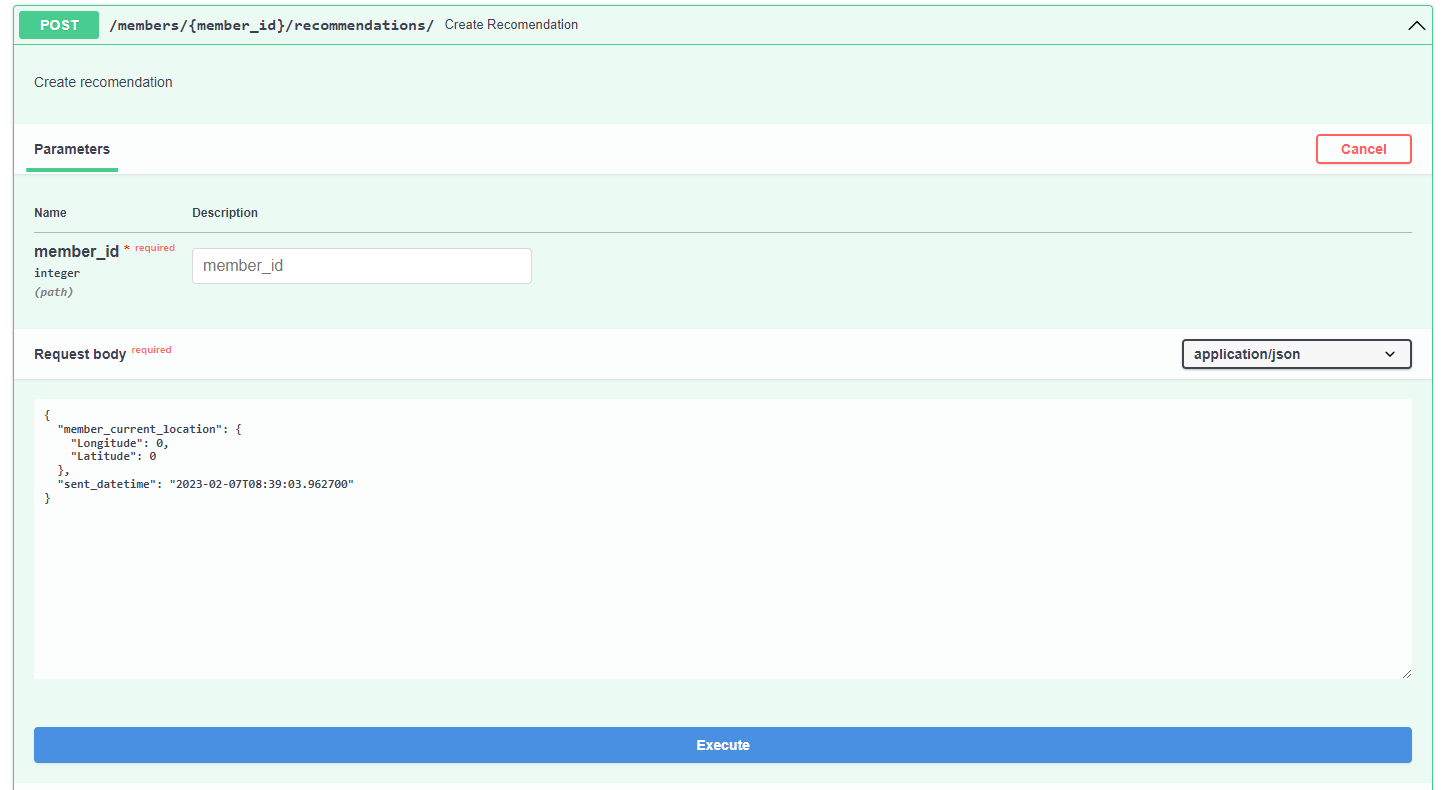 POST /members/{member_id}/recommendations/ Create Recomendation
Create recomendation
Parameters Cancel
Name Description
member_id * required
integer
(path)
member_id
Request body required application/json
{
  "member_current_location": {
    "Longitude": 0,
    "Latitude": 0
  },
  "sent_datetime": "2023-02-07T08:39:03.962700"
}
Execute